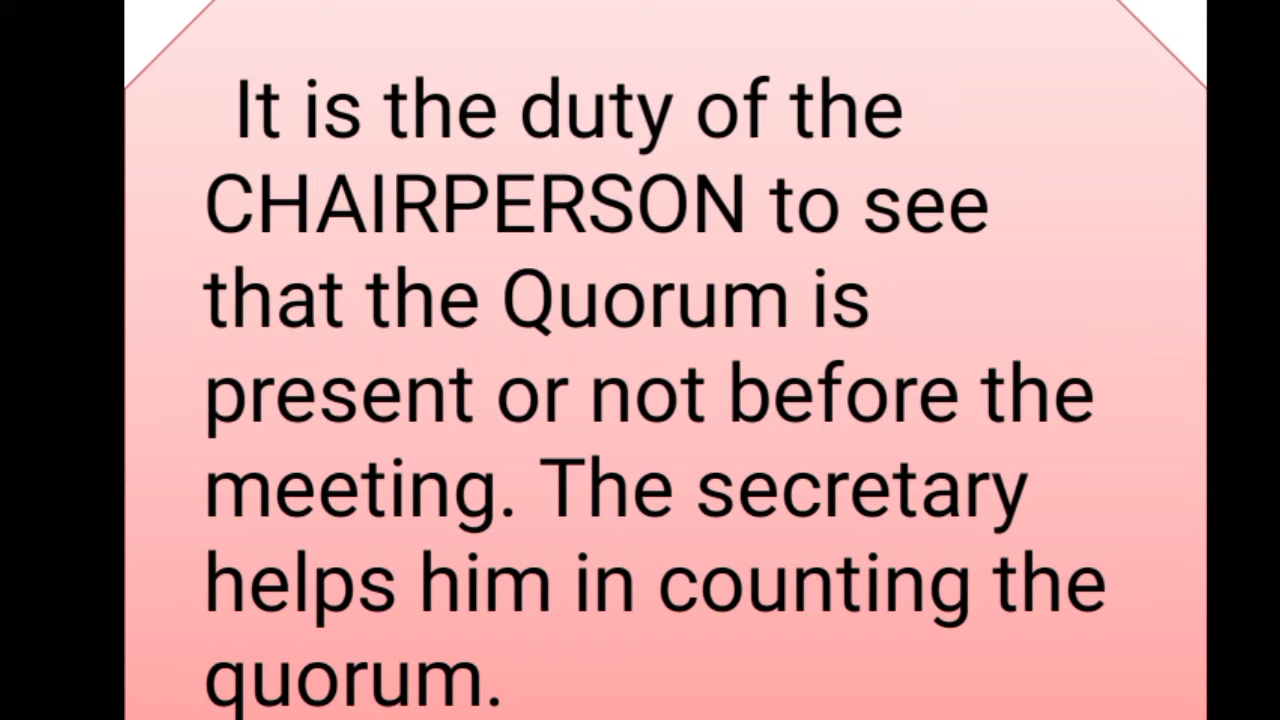 It is the duty of the
CHAIRPERSON to see
that the Quorum is
present or not before the
meeting. The secretary
helps him in counting the
quorum.